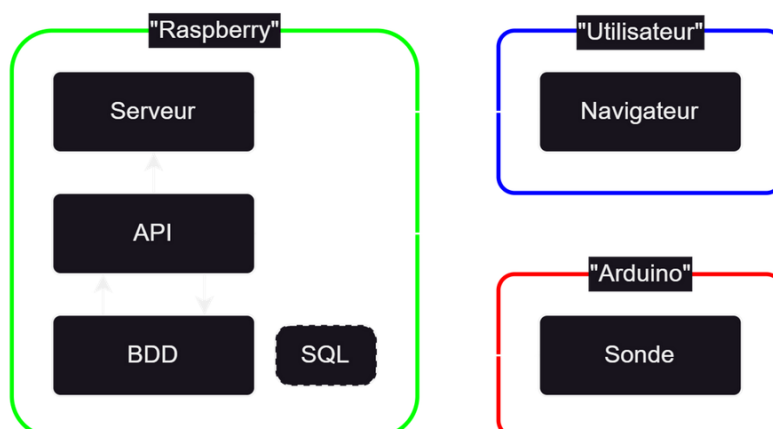 "Raspberry"
Serveur
API
BDD
SQL
"Utilisateur"
Navigateur
"Arduino"
Sonde